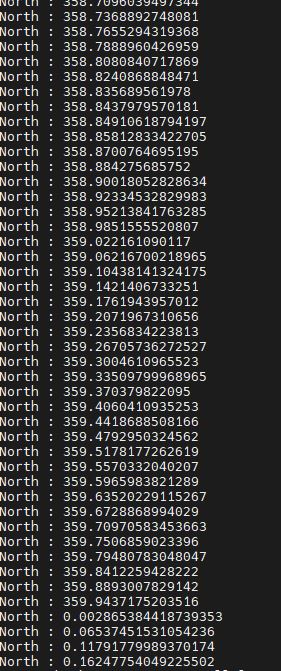 North : 358.7096039497344
North : 358.7368892748081
North : 358.7655294319368
North : 358.7888960426959
North : 358.8080840717869
North : 358.8240868848471
North : 358.835689561978
North : 358.8437979570181
North : 358.84910618794197
North : 358.85812833422705
North : 358.8700764695195
North : 358.884275685752
North : 358.90018052828634
North : 358.92334532829983
North : 358.95213841763285
North : 358.9851555520807
North : 359.022161090117
North : 359.06216700218965
North : 359.10438141324175
North : 359.1421406733251
North : 359.1761943957012
North : 359.2071967310656
North : 359.2356834223813
North : 359.26705736272527
North : 359.3004610965523
North : 359.33509799968965
North : 359.370379822095
North : 359.4060410935253
North : 359.4418688508166
North : 359.4792950324562
North : 359.5178177262619
North : 359.5570332040207
North : 359.5965983821289
North : 359.63520229115267
North : 359.6728868994029
North : 359.70970583453663
North : 359.7506859023396
North : 359.79480783048047
North : 359.8412259428222
North : 359.8893007829142
North : 359.9437175203516
North : 0.002865384418739353
North : 0.06537451531054236
North : 0.11791779989370174
North : 0.16247754049225502